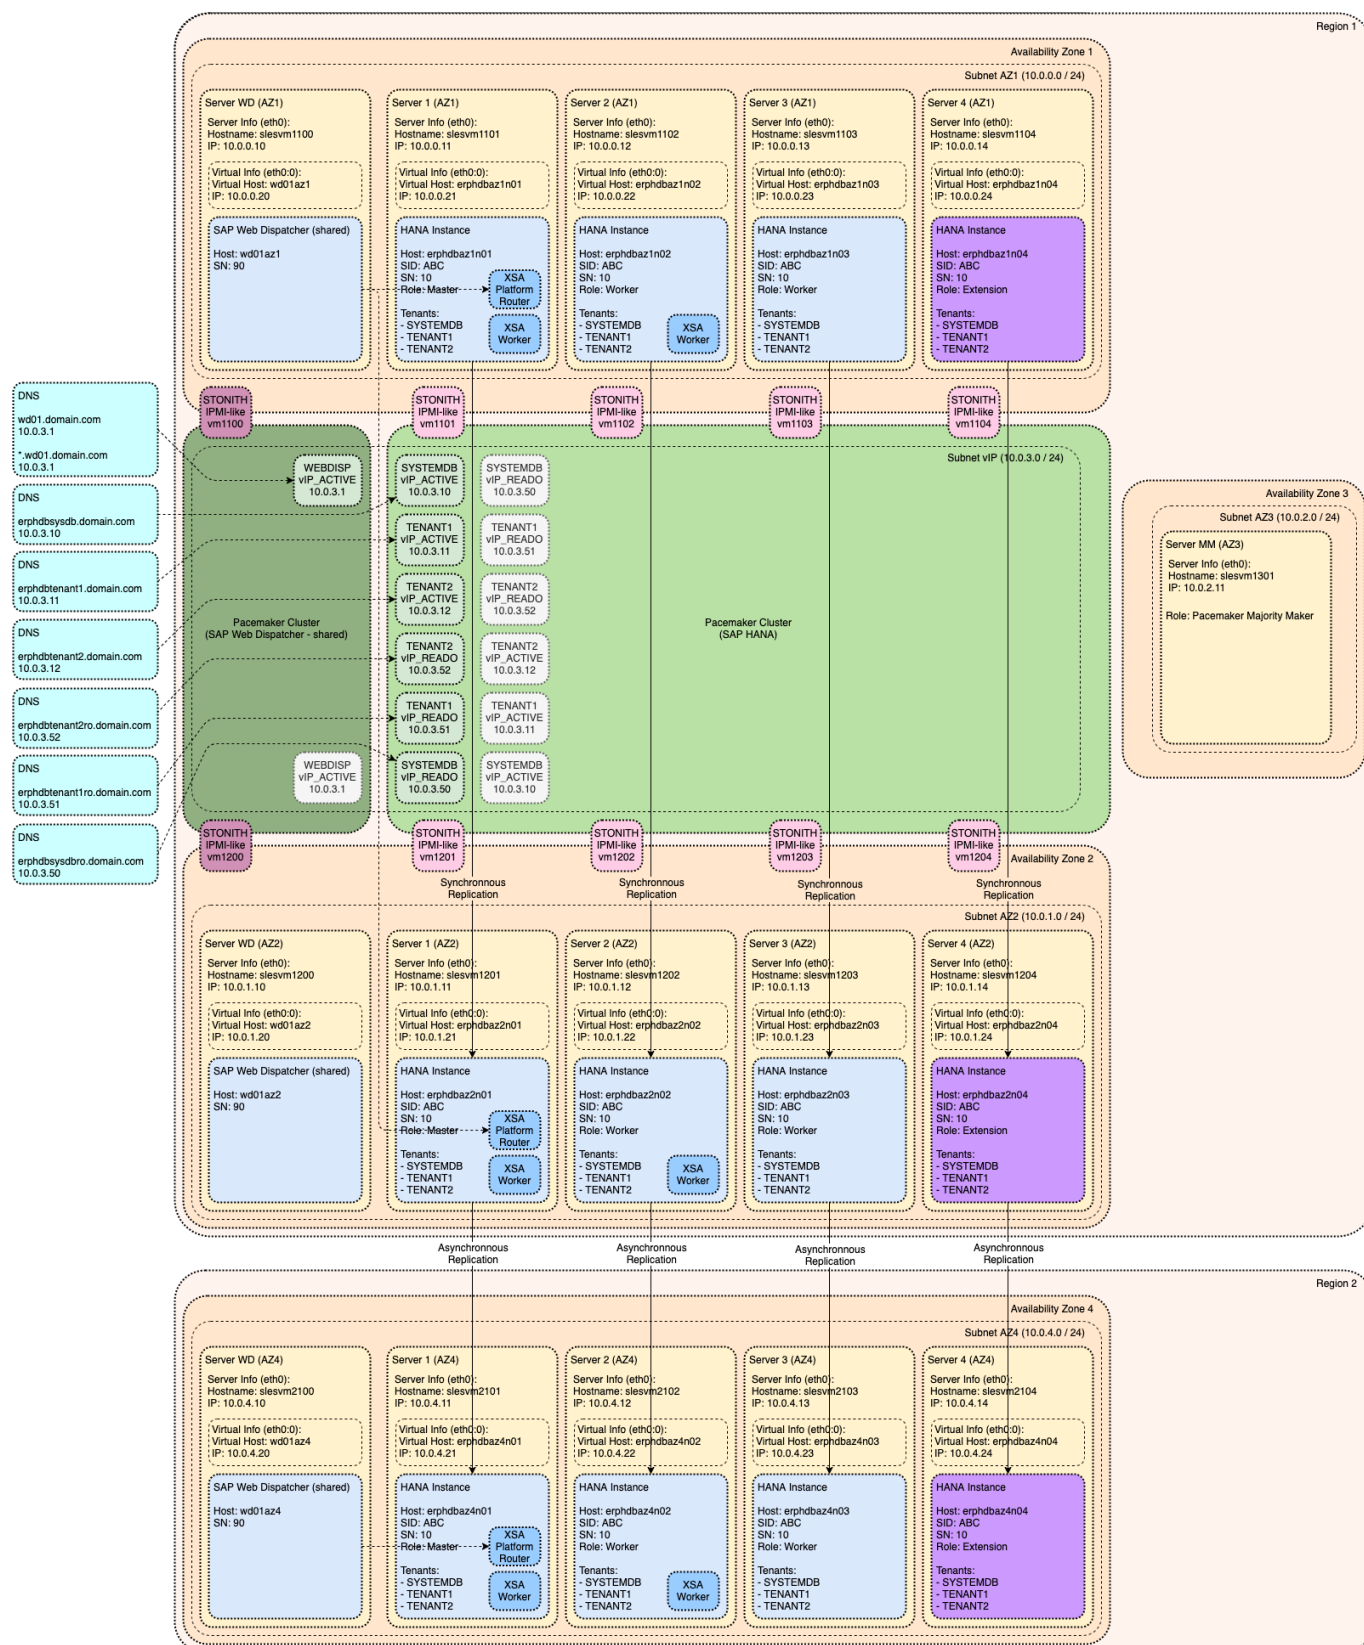 Region 1
Availability Zone 1
Subnet AZ1 (10.0.0.0 / 24)
Server WD (AZ1)
Server Info (eth0):
Hostname: slesvm1100
IP: 10.0.0.10
Virtual Info (eth0:0):
Virtual Host: wd01az1
IP: 10.0.0.20
SAP Web Dispatcher (shared)
Host: wd01az1
SN: 90
Server 1 (AZ1)
Server Info (eth0):
Hostname: slesvm1101
IP: 10.0.0.11
Virtual Info (eth0:0):
Virtual Host: erphdbaz1n01
IP: 10.0.0.21
HANA Instance
Host: erphdbaz1n01
SID: ABC
SN: 10
Role: Master
Tenants:
- SYSTEMDB
- TENANT1
- TENANT2
XSA
Platform
Router
XSA
Worker
Server 2 (AZ1)
Server Info (eth0):
Hostname: slesvm1102
IP: 10.0.0.12
Virtual Info (eth0:0):
Virtual Host: erphdbaz1n02
IP: 10.0.0.22
HANA Instance
Host: erphdbaz1n02
SID: ABC
SN: 10
Role: Worker
Tenants:
- SYSTEMDB
- TENANT1
- TENANT2
XSA
Worker
Server 3 (AZ1)
Server Info (eth0):
Hostname: slesvm1103
IP: 10.0.0.13
Virtual Info (eth0:0):
Virtual Host: erphdbaz1n03
IP: 10.0.0.23
HANA Instance
Host: erphdbaz1n03
SID: ABC
SN: 10
Role: Worker
Tenants:
- SYSTEMDB
- TENANT1
- TENANT2
Server 4 (AZ1)
Server Info (eth0):
Hostname: slesvm1104
IP: 10.0.0.14
Virtual Info (eth0:0):
Virtual Host: erphdbaz1n04
IP: 10.0.0.24
HANA Instance
Host: erphdbaz1n04
SID: ABC
SN: 10
Role: Extension
Tenants:
- SYSTEMDB
- TENANT1
- TENANT2
STONITH
IPMI-like
vm1100
STONITH
IPMI-like
vm1101
STONITH
IPMI-like
vm1102
STONITH
IPMI-like
vm1103
STONITH
IPMI-like
vm1104
DNS
wd01.domain.com
10.0.3.1
*.wd01.domain.com
10.0.3.1
DNS
erphdbsysdb.domain.com
10.0.3.10
DNS
erphdbtenant1.domain.com
10.0.3.11
DNS
erphdbtenant2.domain.com
10.0.3.12
DNS
erphdbtenant2ro.domain.com
10.0.3.52
DNS
erphdbtenant1ro.domain.com
10.0.3.51
DNS
erphdbsysdbro.domain.com
10.0.3.50
Pacemaker Cluster
(SAP Web Dispatcher - shared)
WEBDISP
vIP_ACTIVE
10.0.3.1
WEBDISP
vIP_ACTIVE
10.0.3.1
Subnet vIP (10.0.3.0 / 24)
SYSTEMDB
vIP_ACTIVE
10.0.3.10
SYSTEMDB
vIP_READO
10.0.3.50
TENANT1
vIP_ACTIVE
10.0.3.11
TENANT1
vIP_READO
10.0.3.51
TENANT2
vIP_ACTIVE
10.0.3.12
TENANT2
vIP_READO
10.0.3.52
TENANT2
vIP_READO
10.0.3.52
TENANT2
vIP_ACTIVE
10.0.3.12
TENANT1
vIP_READO
10.0.3.51
TENANT1
vIP_ACTIVE
10.0.3.11
SYSTEMDB
vIP_READO
10.0.3.50
SYSTEMDB
vIP_ACTIVE
10.0.3.10
Pacemaker Cluster
(SAP HANA)
Availability Zone 3
Subnet AZ3 (10.0.2.0 / 24)
Server MM (AZ3)
Server Info (eth0):
Hostname: slesvm1301
IP: 10.0.2.11
Role: Pacemaker Majority Maker
STONITH
IPMI-like
vm1200
STONITH
IPMI-like
vm1201
STONITH
IPMI-like
vm1202
STONITH
IPMI-like
vm1203
STONITH
IPMI-like
vm1204
Availability Zone 2
Synchronnous
Replication
Synchronnous
Replication
Synchronnous
Replication
Synchronnous
Replication
Subnet AZ2 (10.0.1.0 / 24)
Server WD (AZ2)
Server Info (eth0):
Hostname: slesvm1200
IP: 10.0.1.10
Virtual Info (eth0:0):
Virtual Host: wd01az2
IP: 10.0.1.20
SAP Web Dispatcher (shared)
Host: wd01az2
SN: 90
Server 1 (AZ2)
Server Info (eth0):
Hostname: slesvm1201
IP: 10.0.1.11
Virtual Info (eth0:0):
Virtual Host: erphdbaz2n01
IP: 10.0.1.21
HANA Instance
Host: erphdbaz2n01
SID: ABC
SN: 10
Role: Master
Tenants:
- SYSTEMDB
- TENANT1
- TENANT2
XSA
Platform
Router
XSA
Worker
Server 2 (AZ2)
Server Info (eth0):
Hostname: slesvm1202
IP: 10.0.1.12
Virtual Info (eth0:0):
Virtual Host: erphdbaz2n02
IP: 10.0.1.22
HANA Instance
Host: erphdbaz2n02
SID: ABC
SN: 10
Role: Worker
Tenants:
- SYSTEMDB
- TENANT1
- TENANT2
XSA
Worker
Server 3 (AZ2)
Server Info (eth0):
Hostname: slesvm1203
IP: 10.0.1.13
Virtual Info (eth0:0):
Virtual Host: erphdbaz2n03
IP: 10.0.1.23
HANA Instance
Host: erphdbaz2n03
SID: ABC
SN: 10
Role: Worker
Tenants:
- SYSTEMDB
- TENANT1
- TENANT2
Server 4 (AZ2)
Server Info (eth0):
Hostname: slesvm1204
IP: 10.0.1.14
Virtual Info (eth0:0):
Virtual Host: erphdbaz2n04
IP: 10.0.1.24
HANA Instance
Host: erphdbaz2n04
SID: ABC
SN: 10
Role: Extension
Tenants:
- SYSTEMDB
- TENANT1
- TENANT2
Asynchronnous
Replication
Asynchronnous
Replication
Asynchronnous
Replication
Asynchronnous
Replication
Region 2
Availability Zone 4
Subnet AZ4 (10.0.4.0 / 24)
Server WD (AZ4)
Server Info (eth0):
Hostname: slesvm2100
IP: 10.0.4.10
Virtual Info (eth0:0):
Virtual Host: wd01az4
IP: 10.0.4.20
SAP Web Dispatcher (shared)
Host: wd01az4
SN: 90
Server 1 (AZ4)
Server Info (eth0):
Hostname: slesvm2101
IP: 10.0.4.11
Virtual Info (eth0:0):
Virtual Host: erphdbaz4n01
IP: 10.0.4.21
HANA Instance
Host: erphdbaz4n01
SID: ABC
SN: 10
Role: Master
Tenants:
- SYSTEMDB
- TENANT1
- TENANT2
XSA
Platform
Router
XSA
Worker
Server 2 (AZ4)
Server Info (eth0):
Hostname: slesvm2102
IP: 10.0.4.12
Virtual Info (eth0:0):
Virtual Host: erphdbaz4n02
IP: 10.0.4.22
HANA Instance
Host: erphdbaz4n02
SID: ABC
SN: 10
Role: Worker
Tenants:
- SYSTEMDB
- TENANT1
- TENANT2
XSA
Worker
Server 3 (AZ4)
Server Info (eth0):
Hostname: slesvm2103
IP: 10.0.4.13
Virtual Info (eth0:0):
Virtual Host: erphdbaz4n03
IP: 10.0.4.23
HANA Instance
Host: erphdbaz4n03
SID: ABC
SN: 10
Role: Worker
Tenants:
- SYSTEMDB
- TENANT1
- TENANT2
Server 4 (AZ4)
Server Info (eth0):
Hostname: slesvm2104
IP: 10.0.4.14
Virtual Info (eth0:0):
Virtual Host: erphdbaz4n04
IP: 10.0.4.24
HANA Instance
Host: erphdbaz4n04
SID: ABC
SN: 10
Role: Extension
Tenants:
- SYSTEMDB
- TENANT1
- TENANT2